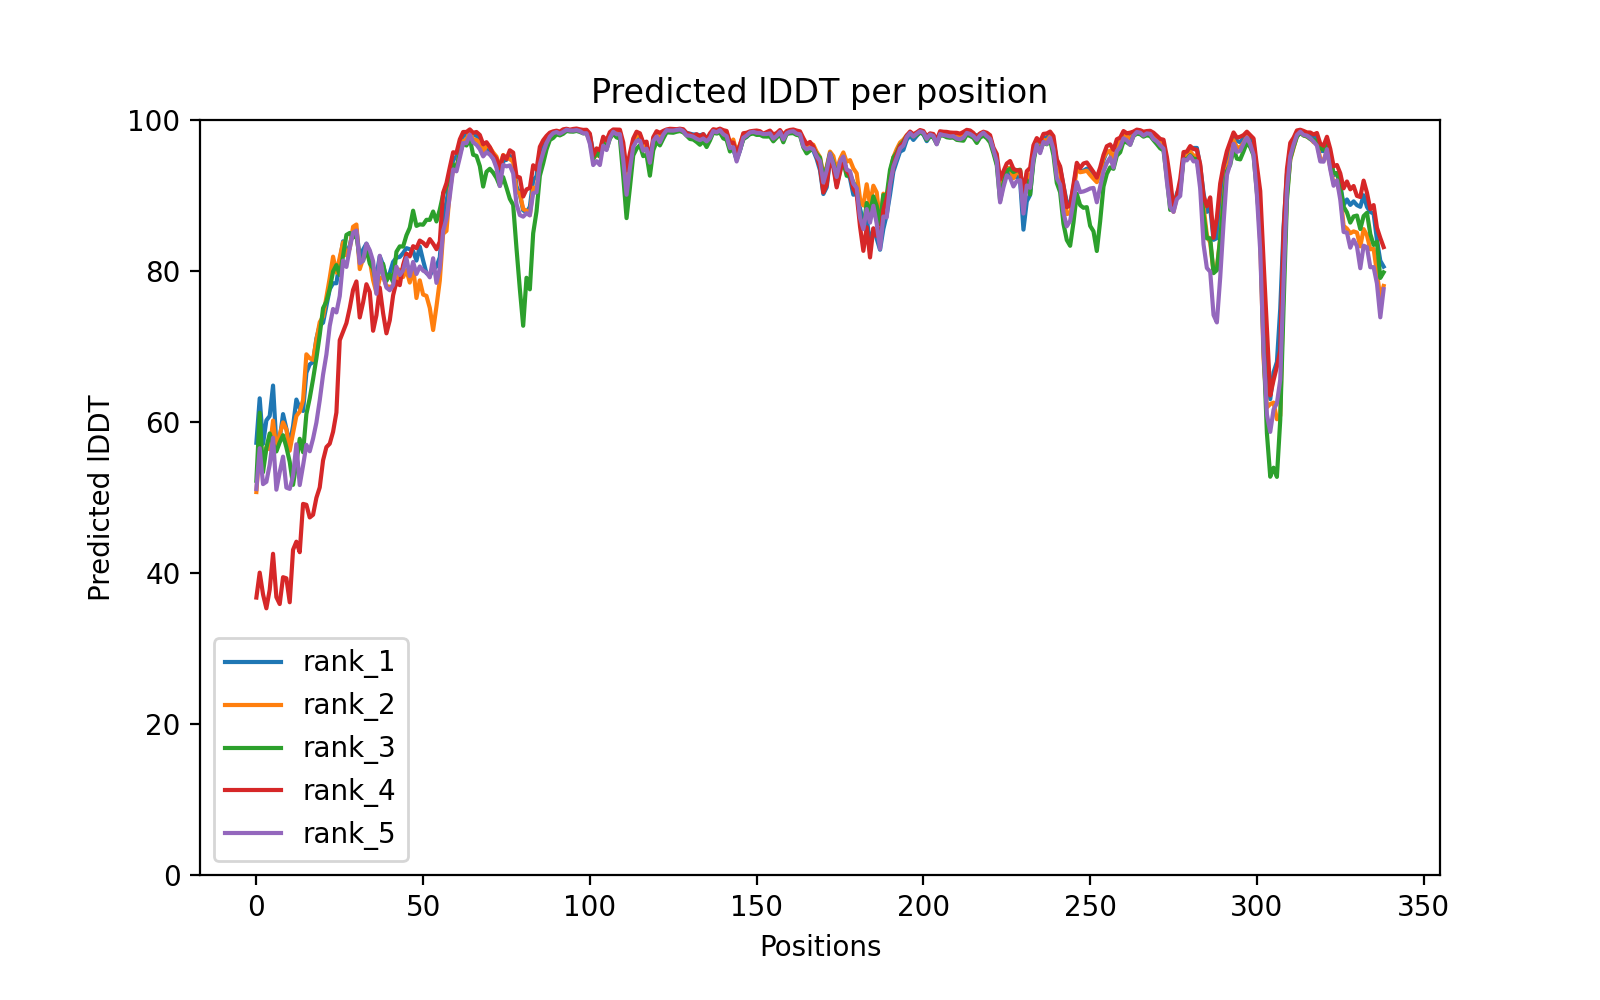 Predicted lDDT per position
100
80
60
40
20
0
Predicted lDDT
rank_1
rank_2
rank_3
rank_4
rank_5
0 50 100 150 200 250 300 350
Positions